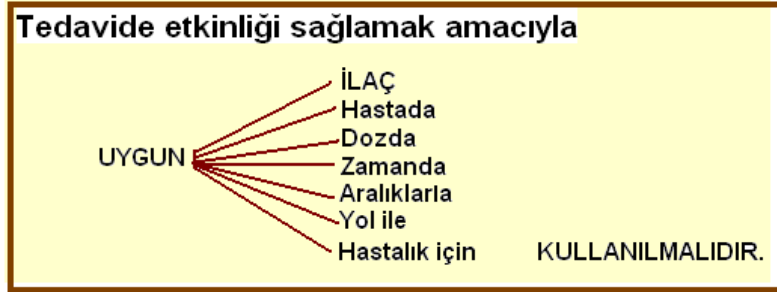 Tedavide etkinliği sağlamak amacıyla
İLAÇ
Hastada
Dozda
UYGUN
Zamanda
Aralıklarla
Yol ile
Hastalık için KULLANILMALIDIR.